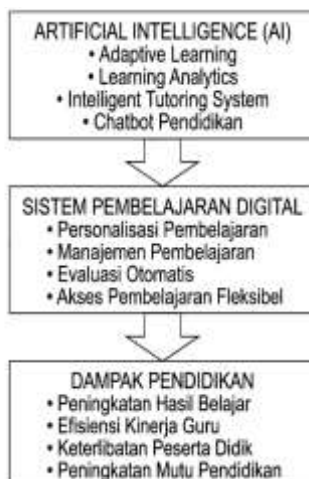 ARTIFICIAL INTELLIGENCE (AI)
• Adaptive Learning
• Learning Analytics
• Intelligent Tutoring System
• Chatbot Pendidikan
SISTEM PEMBELAJARAN DIGITAL
• Personalisasi Pembelajaran
• Manajemen Pembelajaran
• Evaluasi Otomatis
• Akses Pembelajaran Fleksibel
DAMPAK PENDIDIKAN
• Peningkatan Hasil Belajar
• Efisiensi Kinerja Guru
• Keterlibatan Peserta Didik
• Peningkatan Mutu Pendidikan